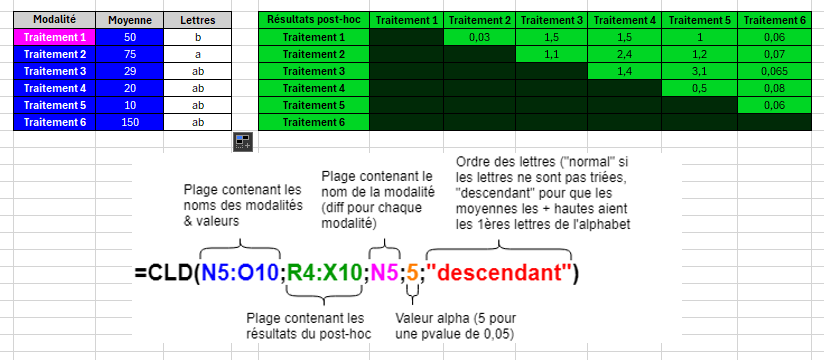 Modalité Moyenne Lettres
Traitement 1 50 b
Traitement 2 75 a
Traitement 3 29 ab
Traitement 4 20 ab
Traitement 5 10 ab
Traitement 6 150 ab
Résultats post-hoc Traitement 1 Traitement 2 Traitement 3 Traitement 4 Traitement 5 Traitement 6
Traitement 1 0,03 1,5 1,5 1 0,06
Traitement 2 1,1 2,4 1,2 0,07
Traitement 3 1,4 3,1 0,065
Traitement 4 0,5 0,08
Traitement 5 0,06
Traitement 6
Plage contenant les
noms des modalités
& valeurs
Plage contenant le
nom de la modalité
(diff pour chaque
modalité)
Ordre des lettres ("normal" si
les lettres ne sont pas triées,
"descendant" pour que les
moyennes les + hautes aient
les 1ères lettres de l'alphabet
=CLD(N5:O10;R4:X10;N5;5;"descendant")
Plage contenant les
résultats du post-hoc
Valeur alpha (5 pour
une pvalue de 0,05)